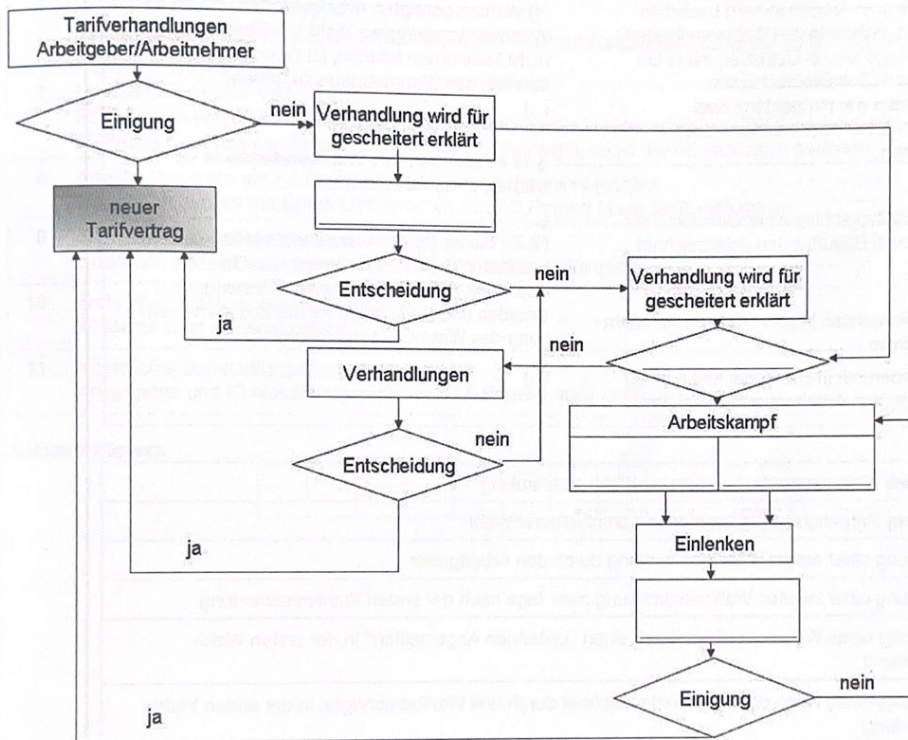 Tarifverhandlungen
Arbeitgeber/Arbeitnehmer
Einigung
nein
Verhandlung wird für
gescheitert erklärt
neuer
Tarifvertrag
Entscheidung
nein
ja
Verhandlung wird für
gescheiter erklärt
Verhandlungen
nein
Entscheidung
nein
ja
Arbeitskampf
Einlenken
Einigung
nein
ja